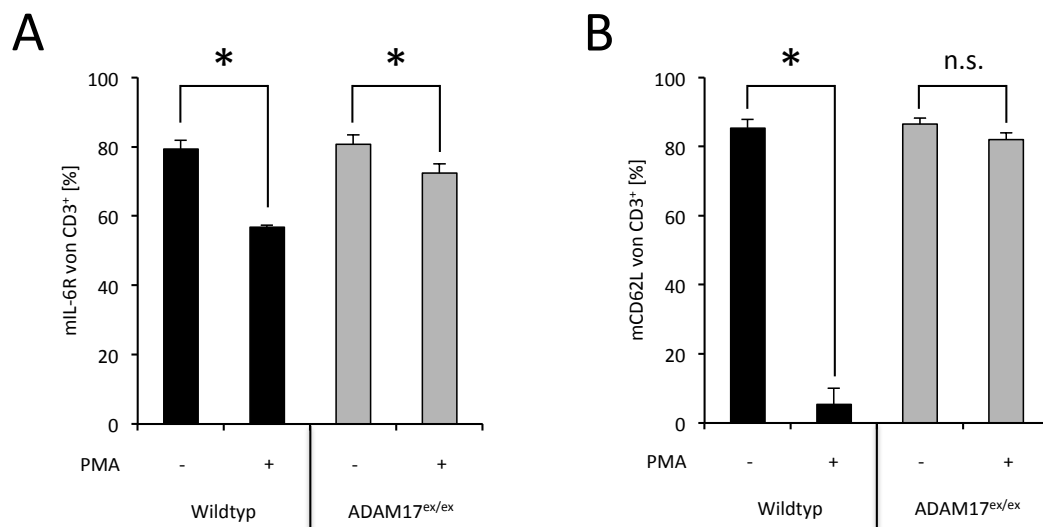 A
B
* *
* n.s.
mIL-6R von CD3⁺ [%]
100
80
60
40
20
0
PMA - + - +
Wildtyp ADAM17ᵉˣ/ᵉˣ
mCD62L von CD3⁺ [%]
100
80
60
40
20
0
PMA - + - +
Wildtyp ADAM17ᵉˣ/ᵉˣ